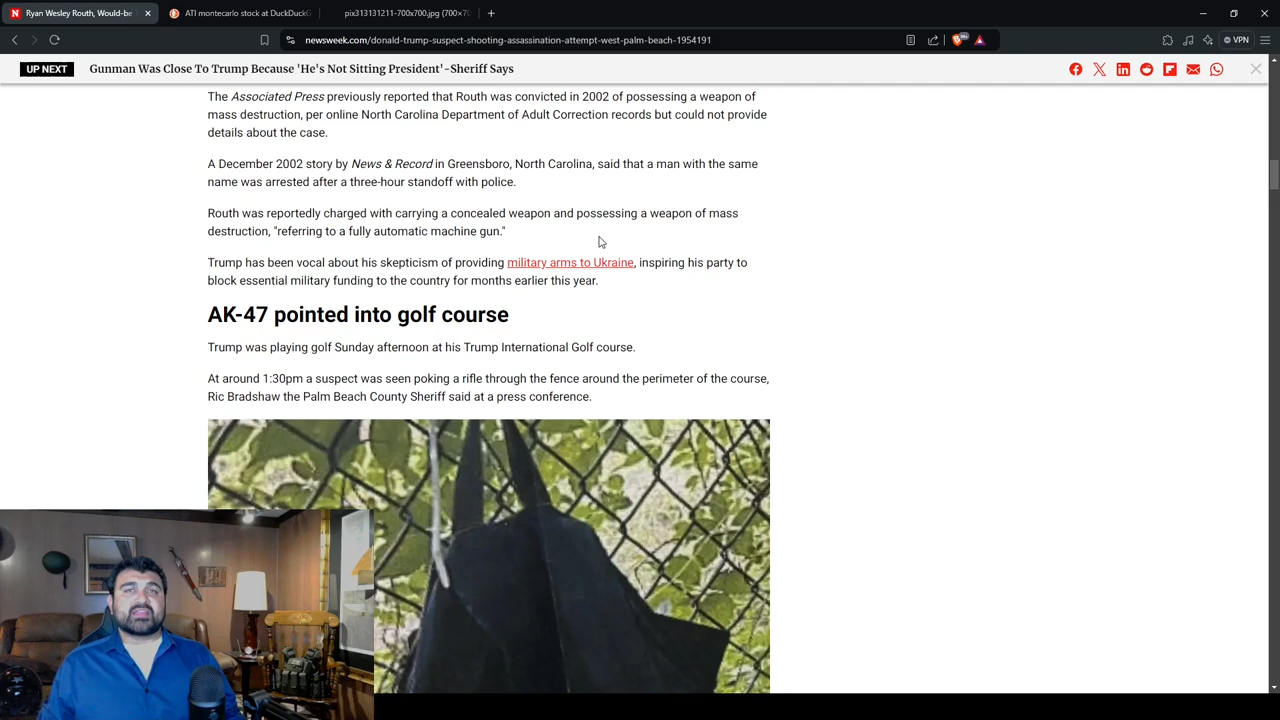 Ryan Wesley Routh, Would-be
ATI montecarlo stock at DuckDuckG
pix313131211-700x700.jpg (700×70
newsweek.com/donald-trump-suspect-shooting-assassination-attempt-west-palm-beach-1954191
VPN
UP NEXT
Gunman Was Close To Trump Because 'He's Not Sitting President'-Sheriff Says
The Associated Press previously reported that Routh was convicted in 2002 of possessing a weapon of
mass destruction, per online North Carolina Department of Adult Correction records but could not provide
details about the case.
A December 2002 story by News & Record in Greensboro, North Carolina, said that a man with the same
name was arrested after a three-hour standoff with police.
Routh was reportedly charged with carrying a concealed weapon and possessing a weapon of mass
destruction, "referring to a fully automatic machine gun."
Trump has been vocal about his skepticism of providing military arms to Ukraine, inspiring his party to
block essential military funding to the country for months earlier this year.
AK-47 pointed into golf course
Trump was playing golf Sunday afternoon at his Trump International Golf course.
At around 1:30pm a suspect was seen poking a rifle through the fence around the perimeter of the course,
Ric Bradshaw the Palm Beach County Sheriff said at a press conference.